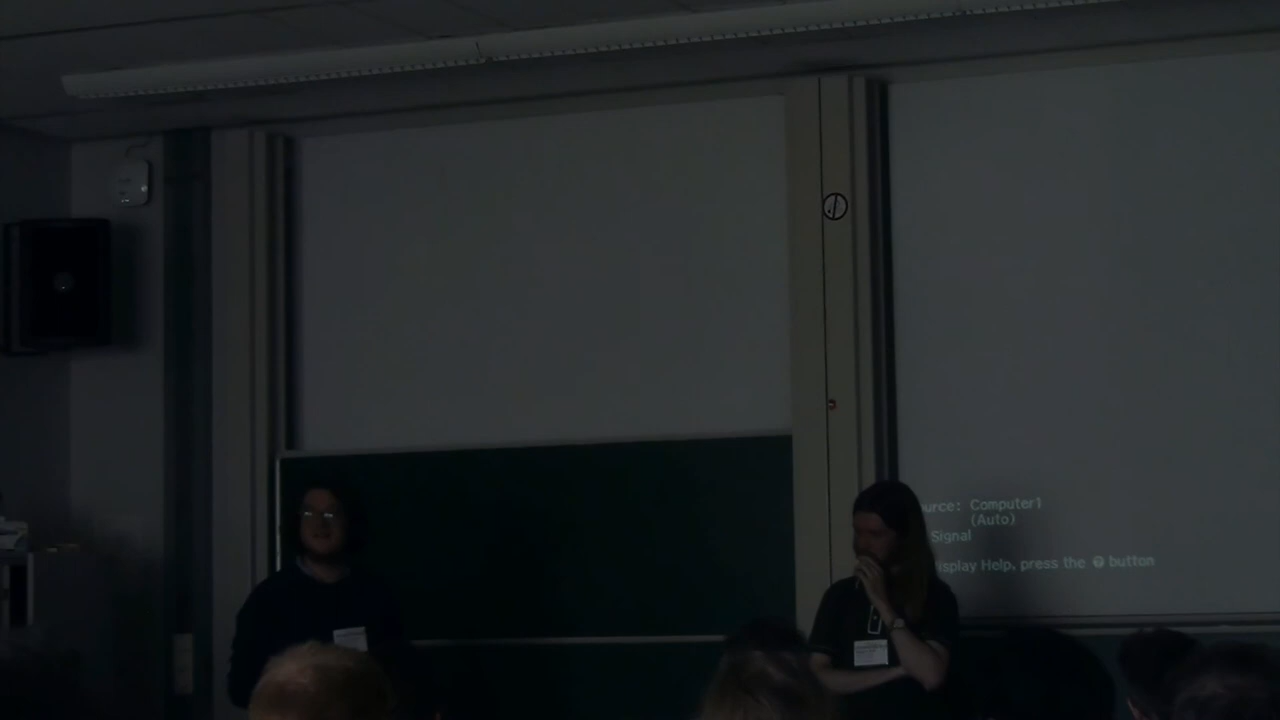 urce: Computer1
(Auto)
Signal
isplay Help, press the ? button